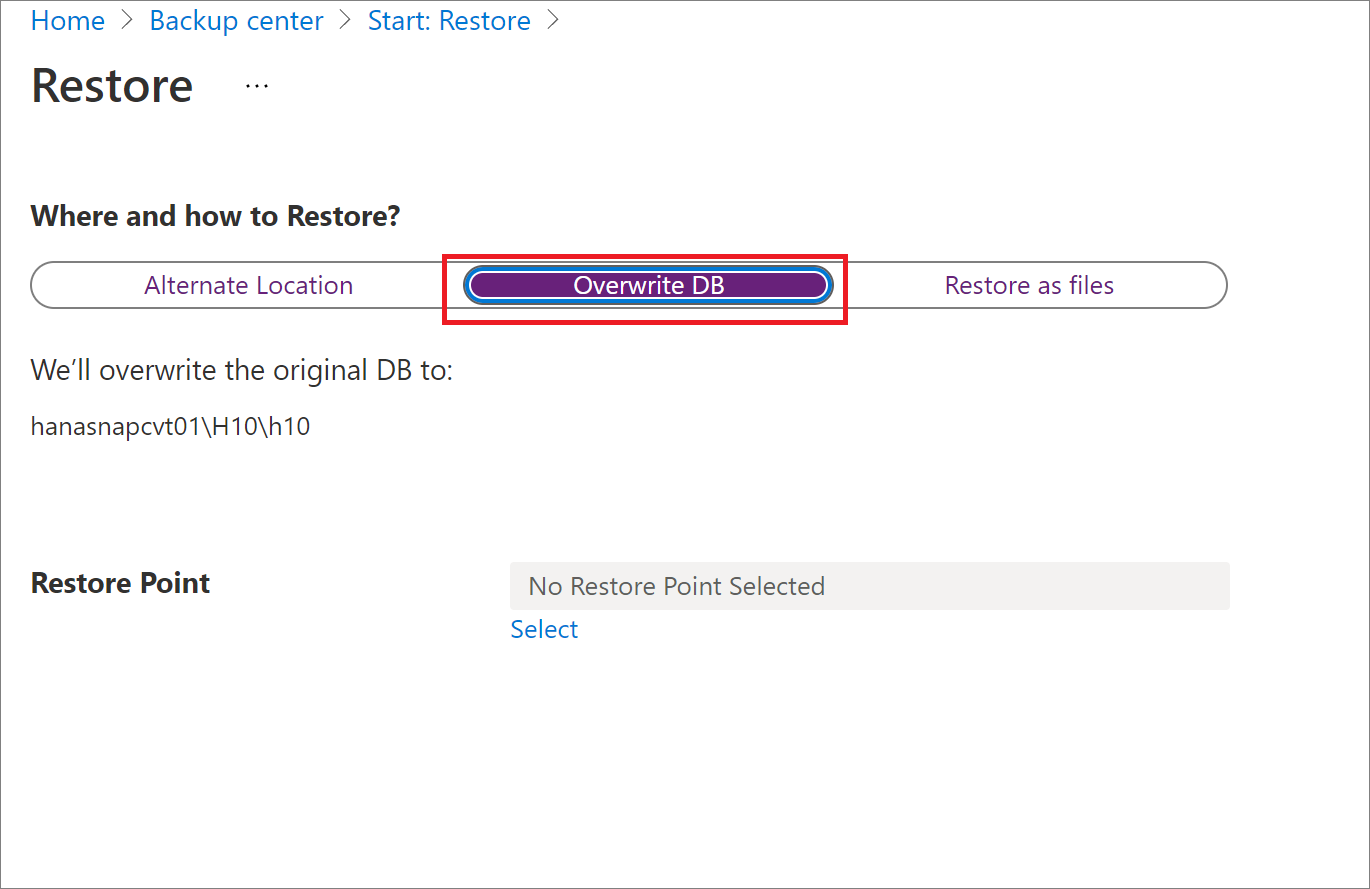 Home > Backup center > Start: Restore >
Restore ...
Where and how to Restore?
Alternate Location Overwrite DB Restore as files
We’ll overwrite the original DB to:
hanasnapcvt01\H10\h10
Restore Point No Restore Point Selected
Select